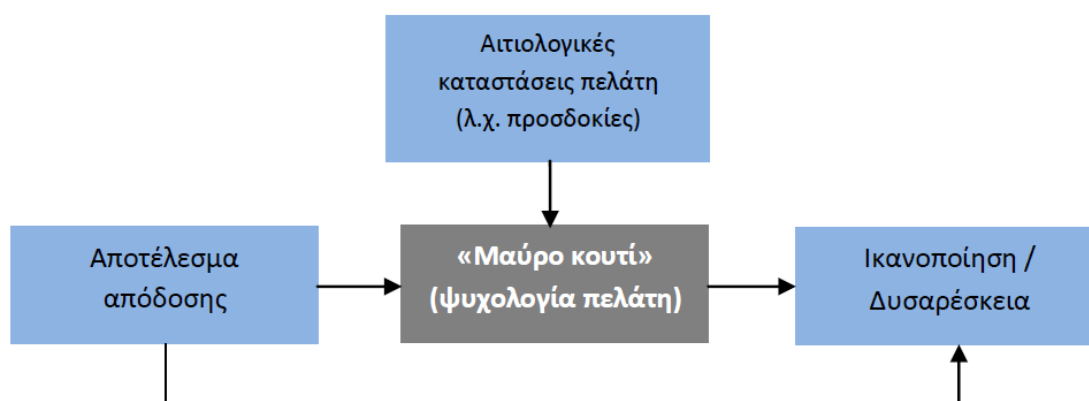 Αιτιολογικές
καταστάσεις πελάτη
(λ.χ. προσδοκίες)
Αποτέλεσμα
απόδοσης
«Μαύρο κουτί»
(ψυχολογία πελάτη)
Ικανοποίηση /
Δυσαρέσκεια